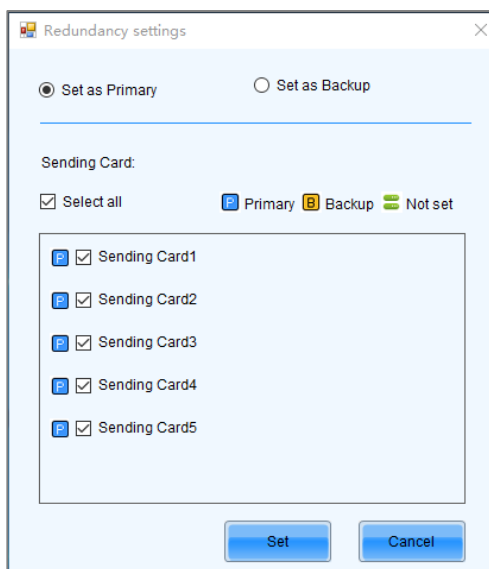 Redundancy settings
Set as Primary Set as Backup
Sending Card:
Select all P Primary B Backup Not set
P Sending Card1
P Sending Card2
P Sending Card3
P Sending Card4
P Sending Card5
Set Cancel